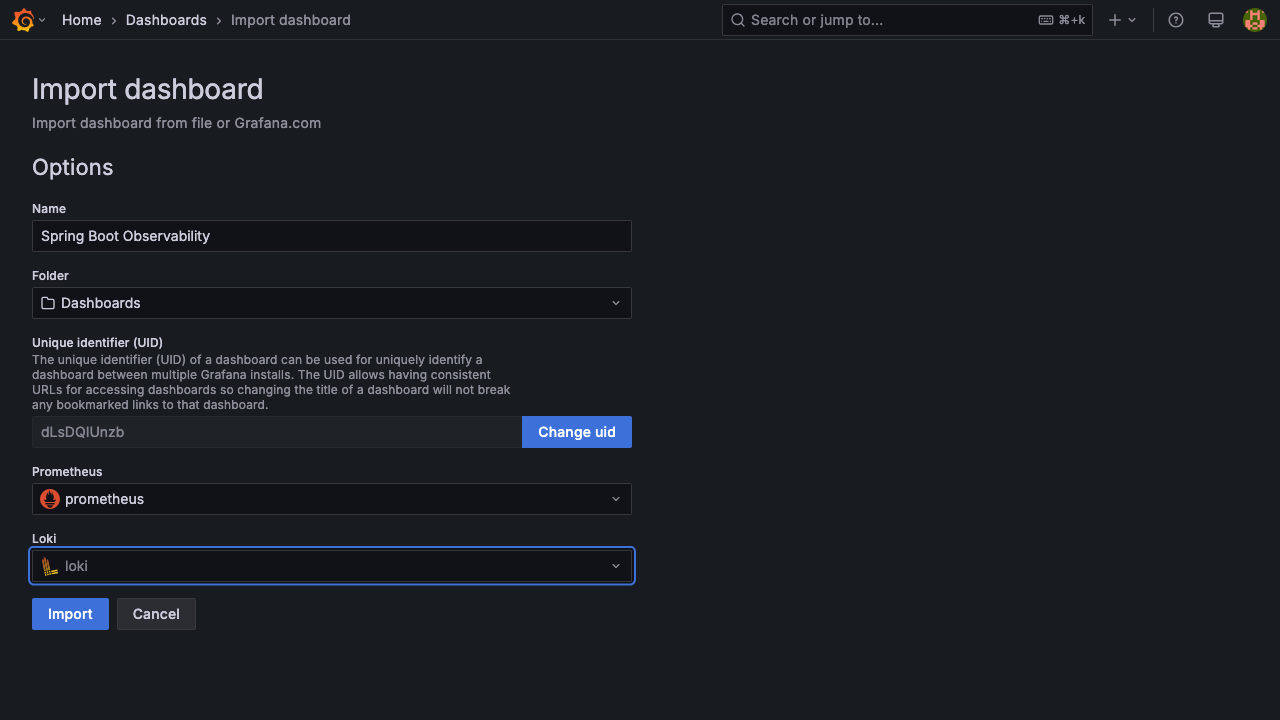 Home › Dashboards › Import dashboard
Search or jump to... ⌘+k
Import dashboard
Import dashboard from file or Grafana.com
Options
Name
Spring Boot Observability
Folder
Dashboards
Unique identifier (UID)
The unique identifier (UID) of a dashboard can be used for uniquely identify a
dashboard between multiple Grafana installs. The UID allows having consistent
URLs for accessing dashboards so changing the title of a dashboard will not break
any bookmarked links to that dashboard.
dLsDQIUnzb
Change uid
Prometheus
prometheus
Loki
loki
Import
Cancel